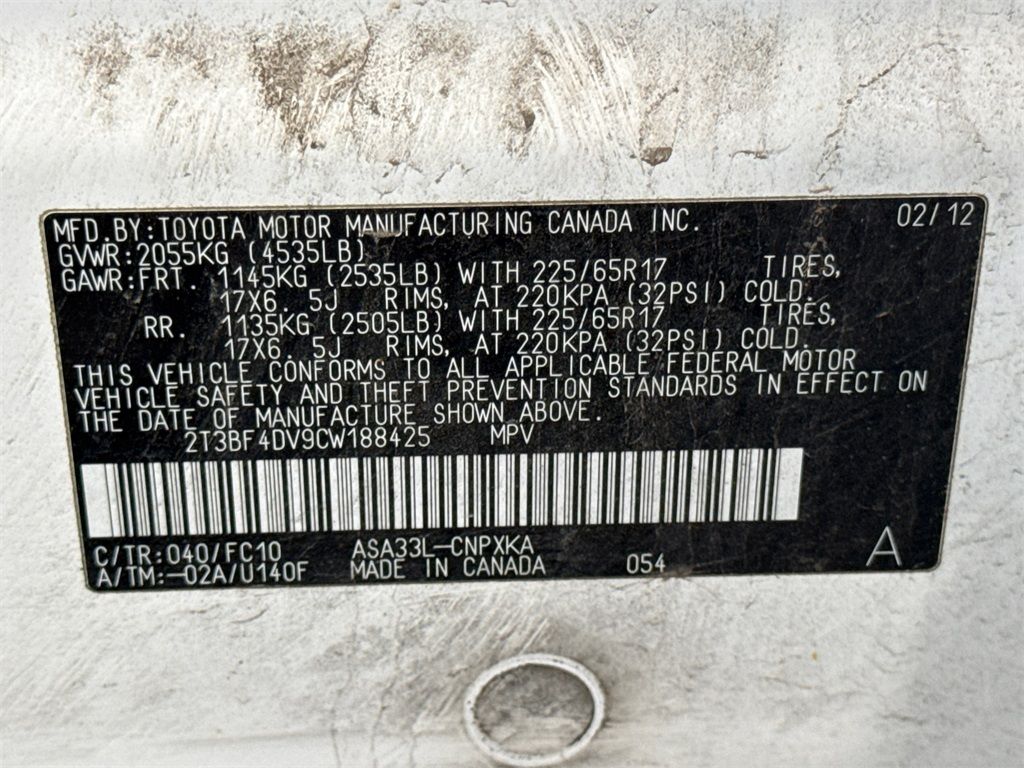 MFD.BY:TOYOTA MOTOR MANUFACTURING CANADA INC. 02/12
GVWR:2055KG (4535LB)
GAWR:FRT. 1145KG (2535LB) WITH 225/65R17 TIRES,
17X6.5J RIMS, AT 220KPA (32PSI) COLD.
RR. 1135KG (2505LB) WITH 225/65R17 TIRES,
17X6.5J RIMS, AT 220KPA (32PSI) COLD.
THIS VEHICLE CONFORMS TO ALL APPLICABLE FEDERAL MOTOR
VEHICLE SAFETY AND THEFT PREVENTION STANDARDS IN EFFECT ON
THE DATE OF MANUFACTURE SHOWN ABOVE.
2T3BF4DV9CW188425 MPV
C/TR:040/FC10 ASA33L-CNPXKA A
A/TM:-02A/U140F MADE IN CANADA 054